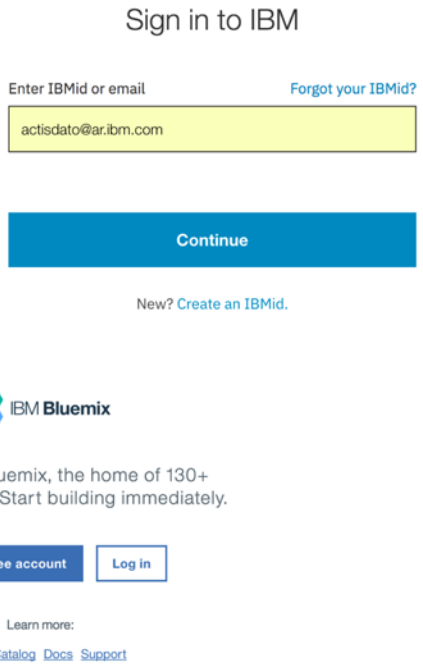 Sign in to IBM
Enter IBMid or email Forgot your IBMid?
actisdato@ar.ibm.com
Continue
New? Create an IBMid.
IBM Bluemix
uemix, the home of 130+
Start building immediately.
ee account Log in
Learn more:
Catalog Docs Support